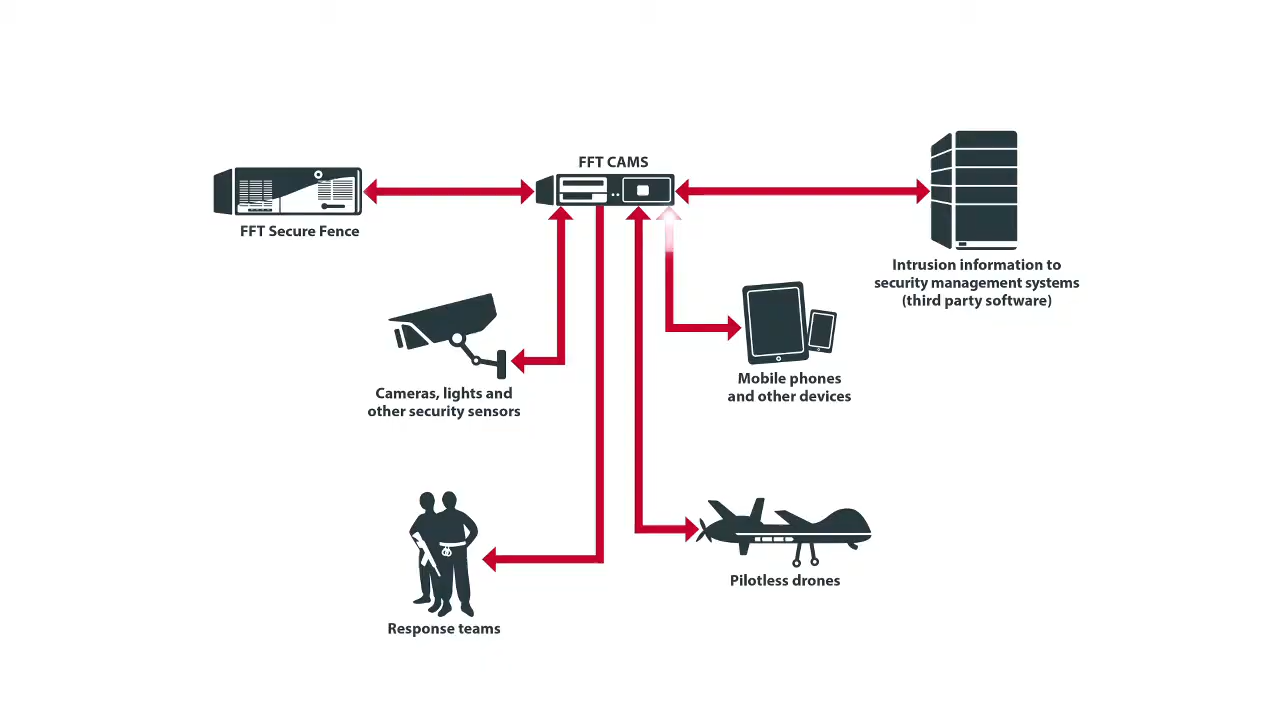 FFT CAMS
FFT Secure Fence
Intrusion information to
security management systems
(third party software)
Cameras, lights and
other security sensors
Mobile phones
and other devices
Pilotless drones
Response teams